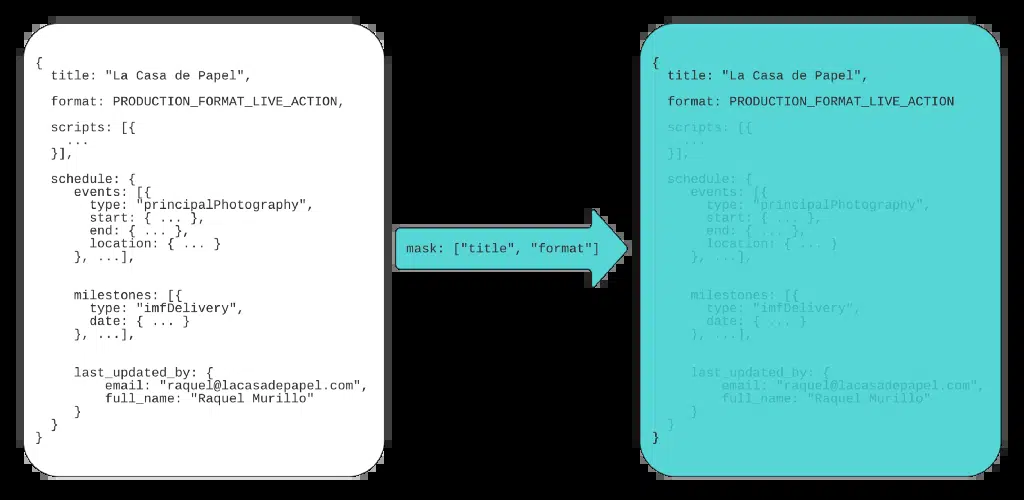 {
title: "La Casa de Papel",
format: PRODUCTION_FORMAT_LIVE_ACTION,
scripts: [{
...
}],
schedule: {
events: [{
type: "principalPhotography",
start: { ... },
end: { ... },
location: { ... }
}, ...],
milestones: [{
type: "imfDelivery",
date: { ... }
}, ...],
last_updated_by: {
email: "raquel@lacasadepapel.com",
full_name: "Raquel Murillo"
}
}
}
mask: ["title", "format"]
{
title: "La Casa de Papel",
format: PRODUCTION_FORMAT_LIVE_ACTION
scripts: [{
...
}],
schedule: {
events: [{
type: "principalPhotography",
start: { ... },
end: { ... },
location: { ... }
}, ...],
milestones: [{
type: "imfDelivery",
date: { ... }
}, ...],
last_updated_by: {
email: "raquel@lacasadepapel.com",
full_name: "Raquel Murillo"
}
}
}